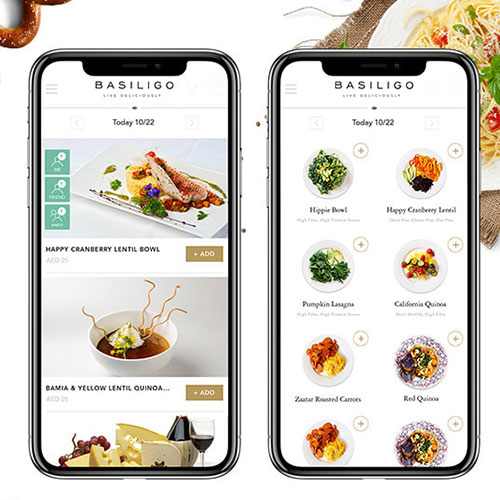 BASILIGO
LIVE DELICIOUSLY
Today 10/22
ME
FRIEND
PARTY
HAPPY CRANBERRY LENTIL BOWL
AED 25
+ ADD
BAMIA & YELLOW LENTIL QUINOA...
AED 25
+ ADD
BASILIGO
LIVE DELICIOUSLY
Today 10/22
Hippie Bowl
High Fiber, High Vitamin Source
Happy Cranberry Lentil
Dairy Free, Gluten Free, Nut Free
Pumpkin Lasagna
High Fiber, High Vitamin Source
California Quinoa
Heart Healthy, High Fiber
Zaatar Roasted Carrots
Red Quinoa